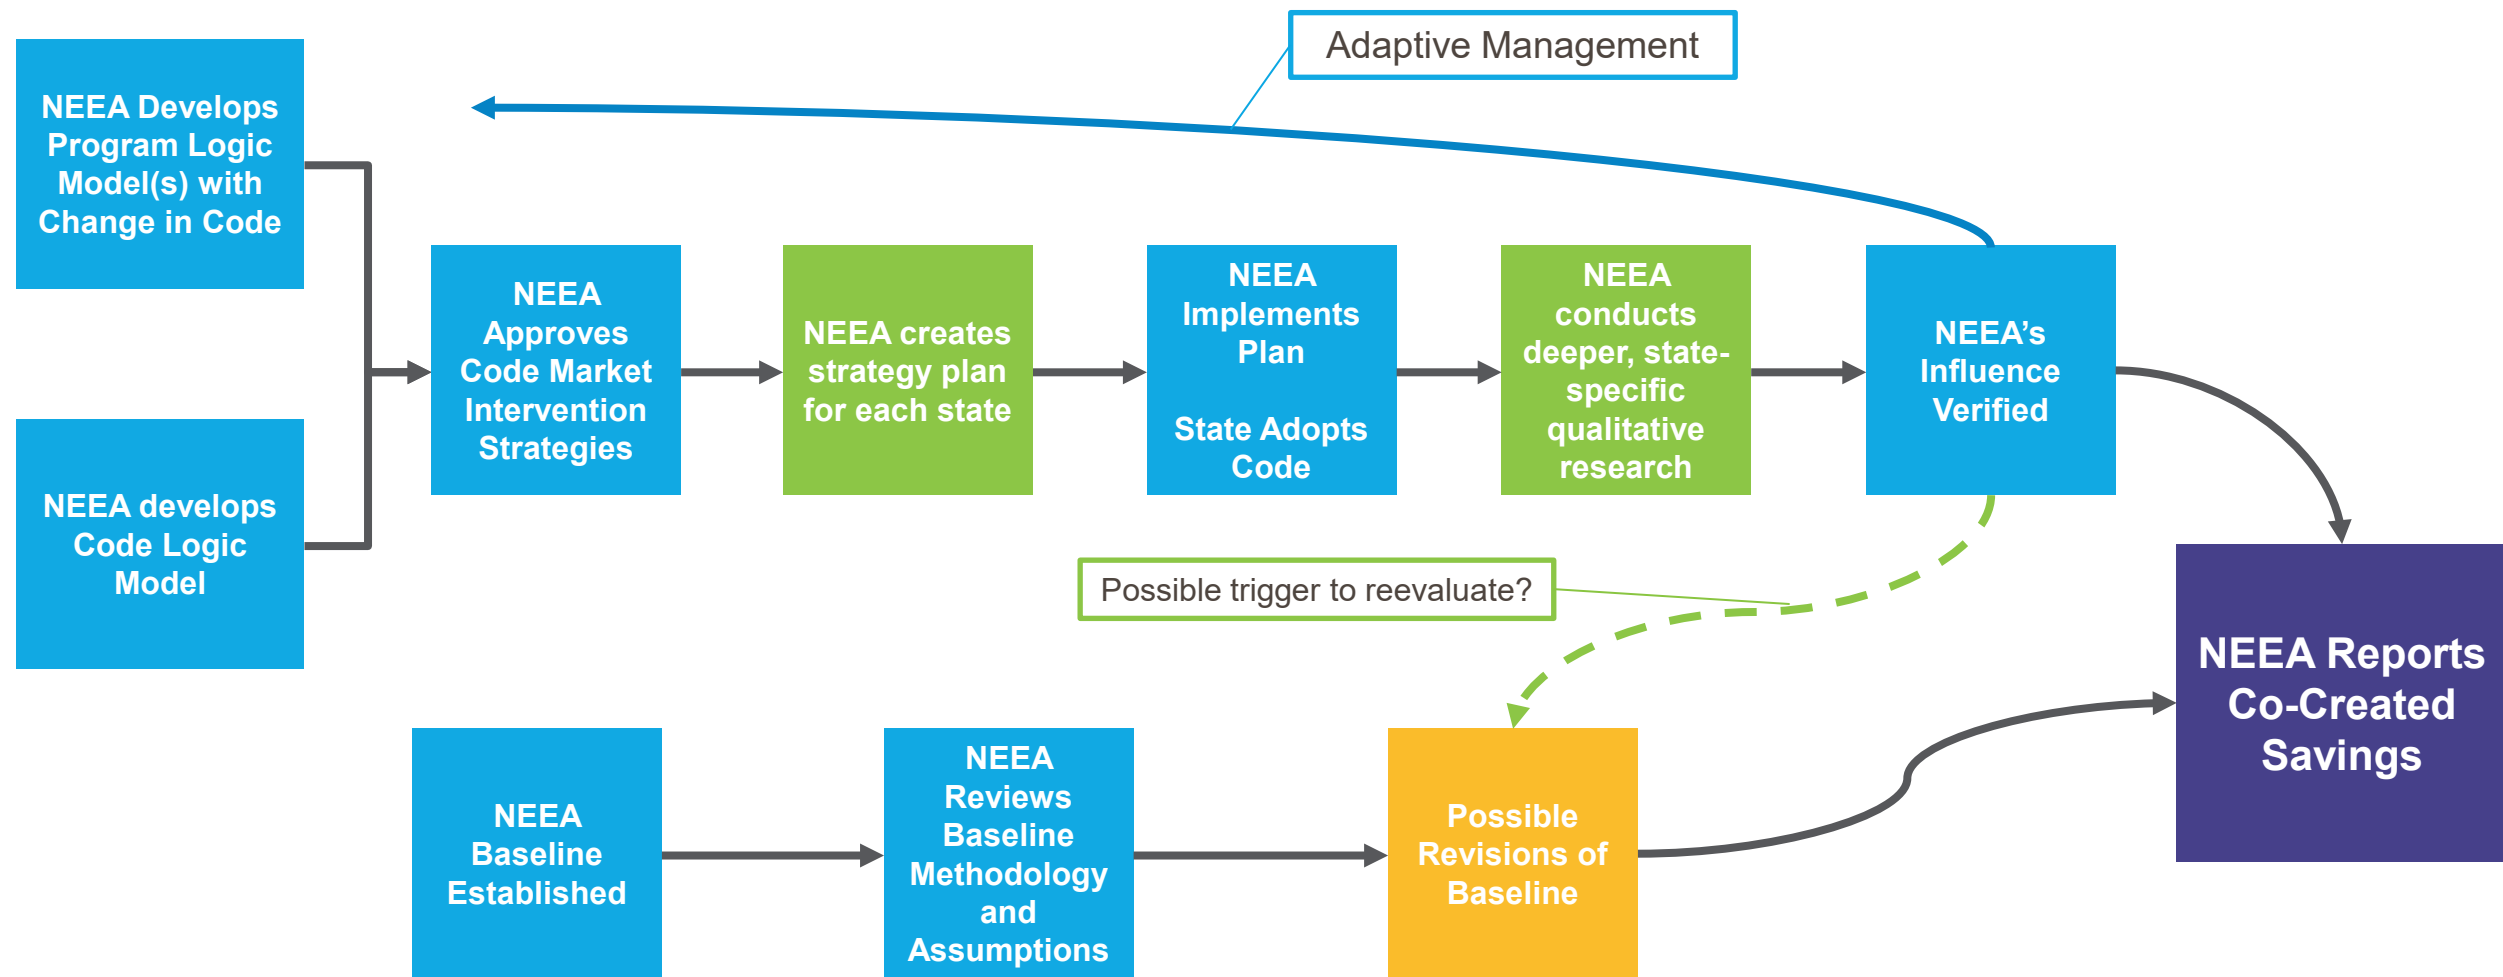 Adaptive Management
NEEA Develops
Program Logic
Model(s) with
Change in Code
NEEA develops
Code Logic
Model
NEEA
Approves
Code Market
Intervention
Strategies
NEEA creates
strategy plan
for each state
NEEA
Implements
Plan
State Adopts
Code
NEEA
conducts
deeper, state-
specific
qualitative
research
NEEA’s
Influence
Verified
Possible trigger to reevaluate?
NEEA
Baseline
Established
NEEA
Reviews
Baseline
Methodology
and
Assumptions
Possible
Revisions of
Baseline
NEEA Reports
Co-Created
Savings